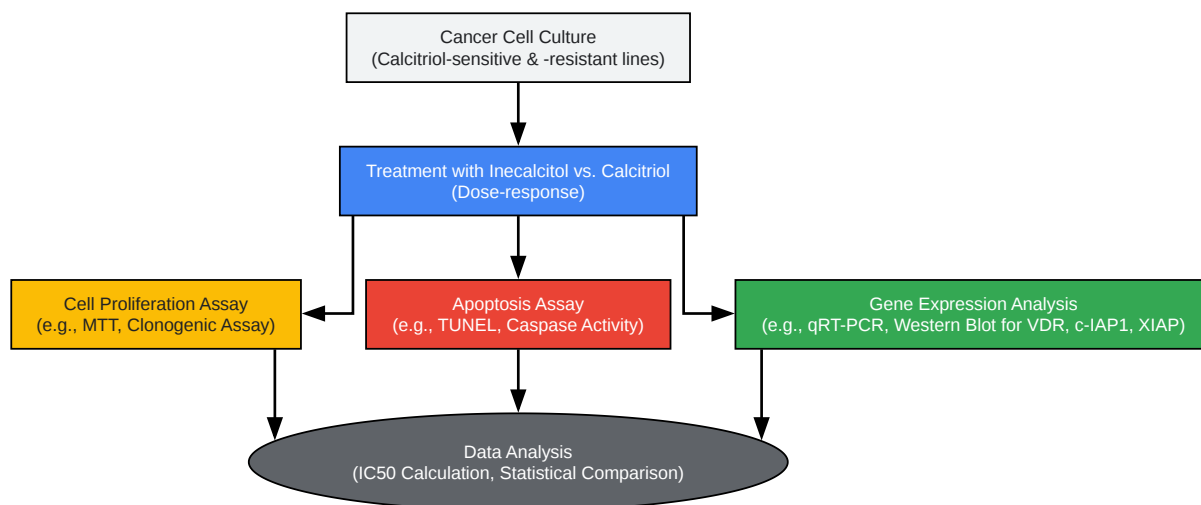 Cancer Cell Culture
(Calcitriol-sensitive & -resistant lines)
Treatment with Inecalcitol vs. Calcitriol
(Dose-response)
Cell Proliferation Assay
(e.g., MTT, Clonogenic Assay)
Apoptosis Assay
(e.g., TUNEL, Caspase Activity)
Gene Expression Analysis
(e.g., qRT-PCR, Western Blot for VDR, c-IAP1, XIAP)
Data Analysis
(IC50 Calculation, Statistical Comparison)